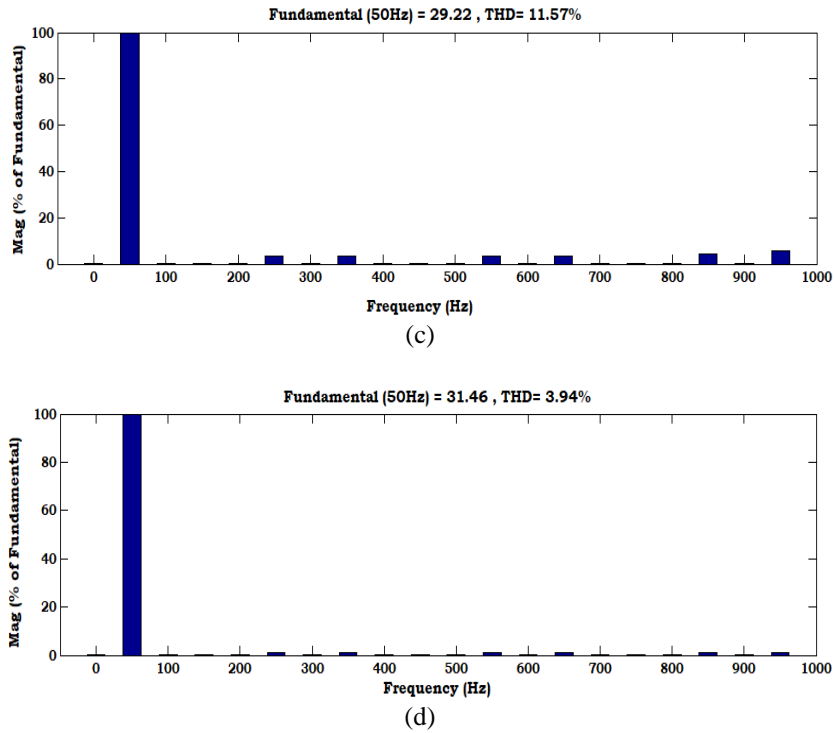 Fundamental (50Hz) = 29.22 , THD= 11.57%
100
80
60
40
20
0
Mag (% of Fundamental)
0 100 200 300 400 500 600 700 800 900 1000
Frequency (Hz)
(c)
Fundamental (50Hz) = 31.46 , THD= 3.94%
100
80
60
40
20
0
Mag (% of Fundamental)
0 100 200 300 400 500 600 700 800 900 1000
Frequency (Hz)
(d)